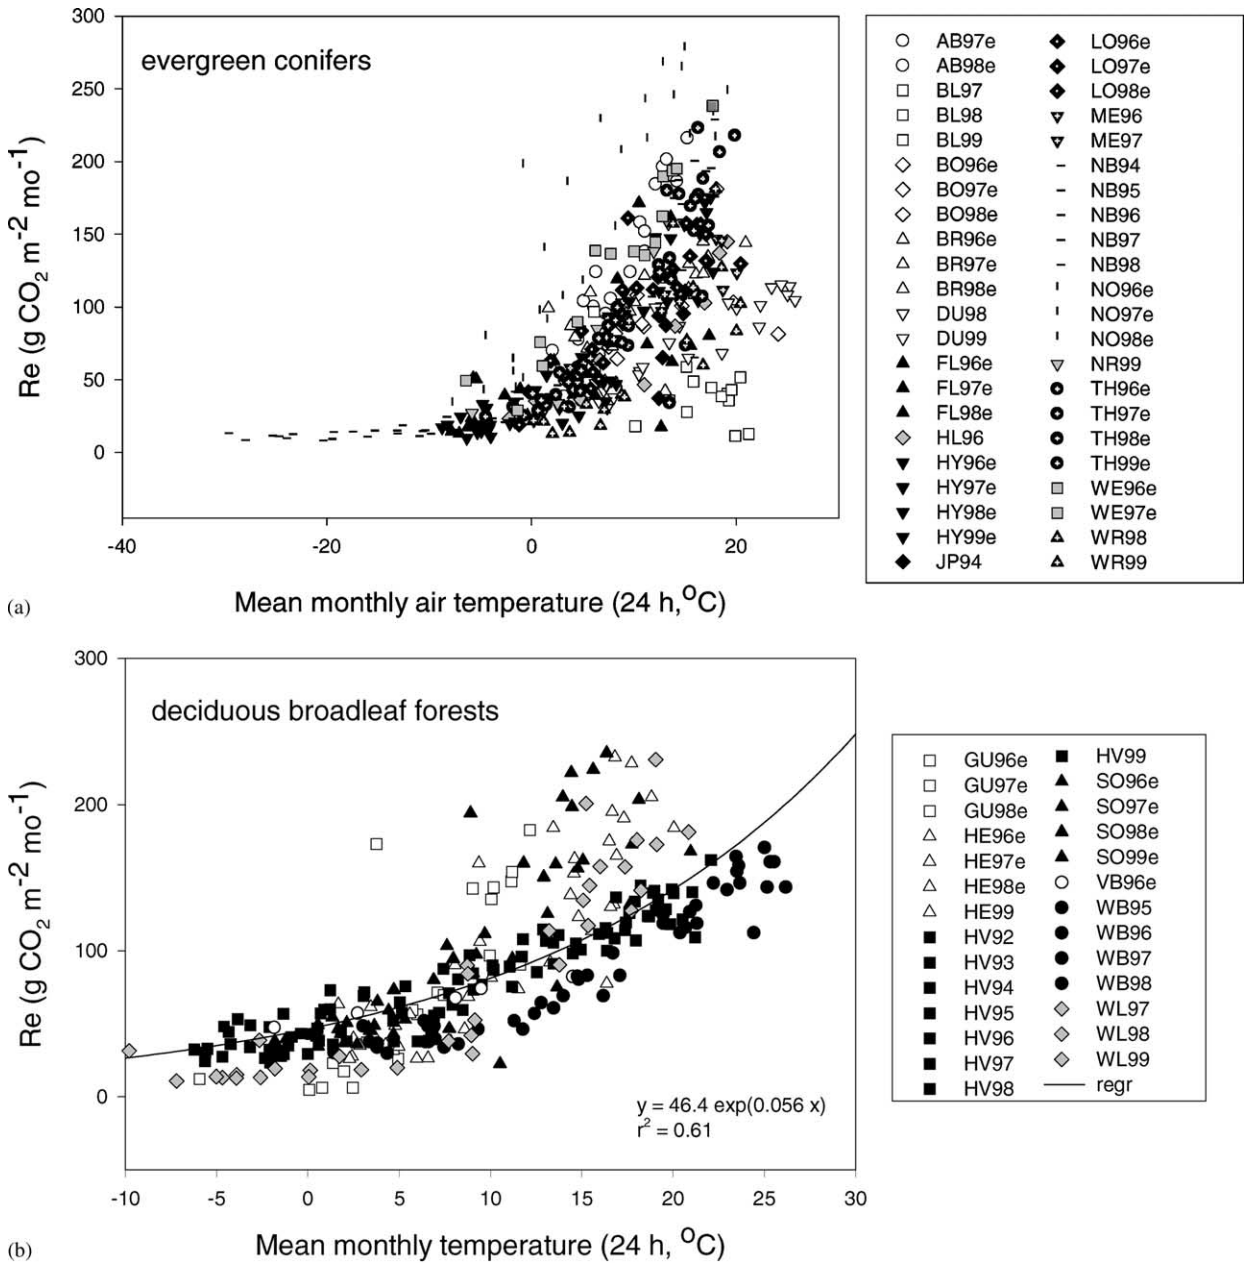 300
250
200
150
100
50
0
Re (g CO2 m-2 mo-1)
evergreen conifers
-40
-20
0
20
Mean monthly air temperature (24 h,oC)
(a)
AB97e
AB98e
BL97
BL98
BL99
BO96e
BO97e
BO98e
BR96e
BR97e
BR98e
DU98
DU99
FL96e
FL97e
FL98e
HL96
HY96e
HY97e
HY98e
HY99e
JP94
LO96e
LO97e
LO98e
ME96
ME97
NB94
NB95
NB96
NB97
NB98
NO96e
NO97e
NO98e
NR99
TH96e
TH97e
TH98e
TH99e
WE96e
WE97e
WR98
WR99
300
200
100
0
Re (g CO2 m-2 mo-1)
deciduous broadleaf forests
y = 46.4 exp(0.056 x)
r2 = 0.61
-10
-5
0
5
10
15
20
25
30
Mean monthly temperature (24 h, oC)
(b)
GU96e
GU97e
GU98e
HE96e
HE97e
HE98e
HE99
HV92
HV93
HV94
HV95
HV96
HV97
HV98
HV99
SO96e
SO97e
SO98e
SO99e
VB96e
WB95
WB96
WB97
WB98
WL97
WL98
WL99
regr